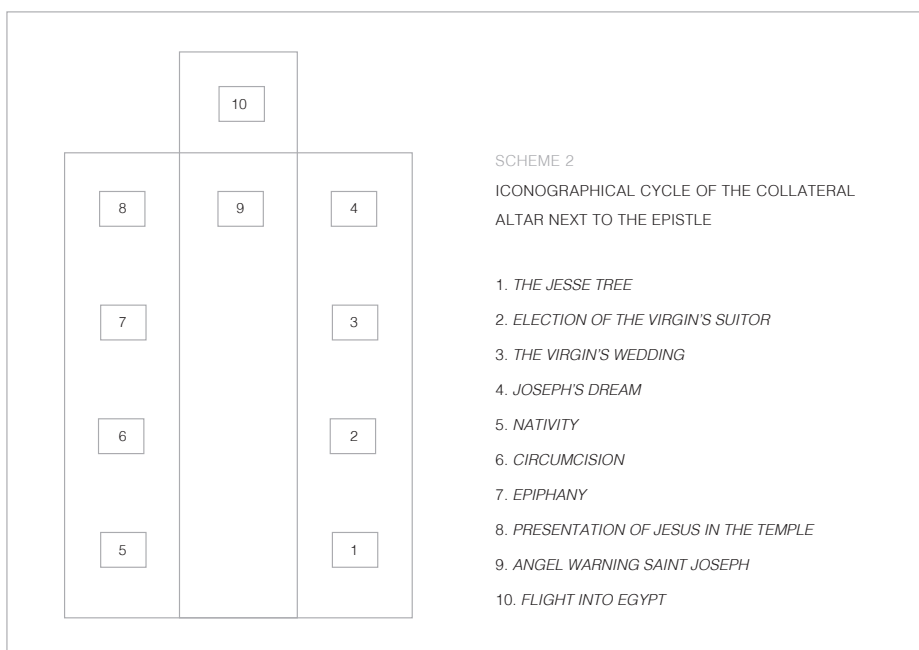 10
8
9
4
7
3
6
2
5
1
SCHEME 2
ICONOGRAPHICAL CYCLE OF THE COLLATERAL
ALTAR NEXT TO THE EPISTLE
1. THE JESSE TREE
2. ELECTION OF THE VIRGIN'S SUITOR
3. THE VIRGIN'S WEDDING
4. JOSEPH'S DREAM
5. NATIVITY
6. CIRCUMCISION
7. EPIPHANY
8. PRESENTATION OF JESUS IN THE TEMPLE
9. ANGEL WARNING SAINT JOSEPH
10. FLIGHT INTO EGYPT